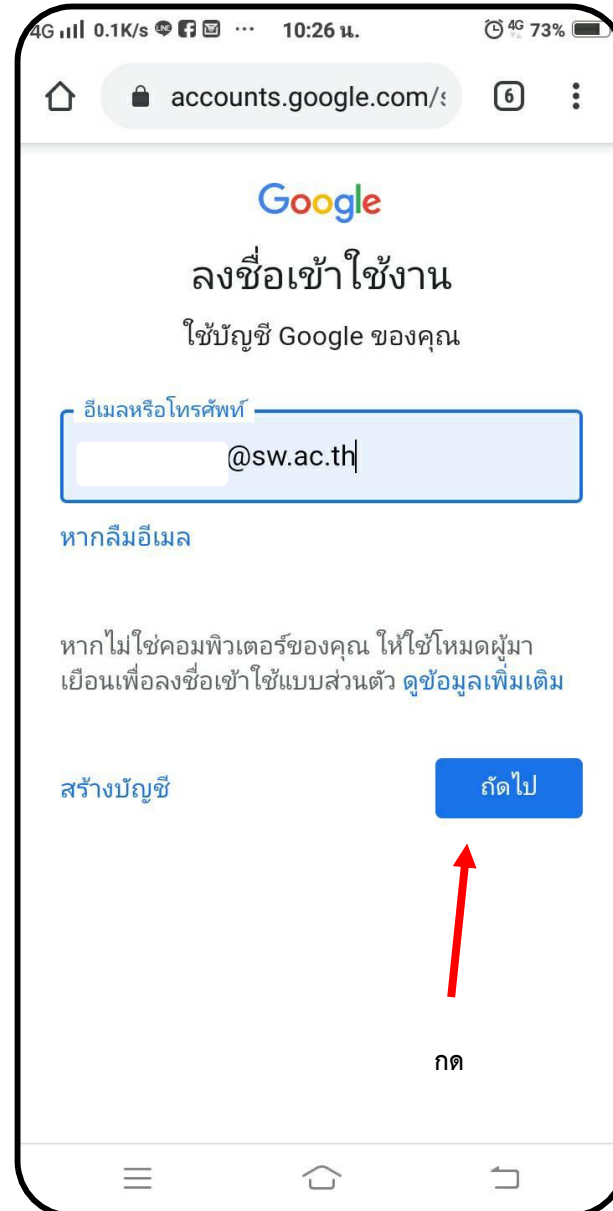 4G 0.1K/s ... 10:26 น. 4G 73%
accounts.google.com/s 6
Google
ลงชื่อเข้าใช้งาน
ใช้บัญชี Google ของคุณ
อีเมลหรือโทรศัพท์
@sw.ac.th
หากลืมอีเมล
หากไม่ใช่คอมพิวเตอร์ของคุณ ให้ใช้โหมดผู้มา
เยือนเพื่อลงชื่อเข้าใช้แบบส่วนตัว ดูข้อมูลเพิ่มเติม
สร้างบัญชี ถัดไป
กด